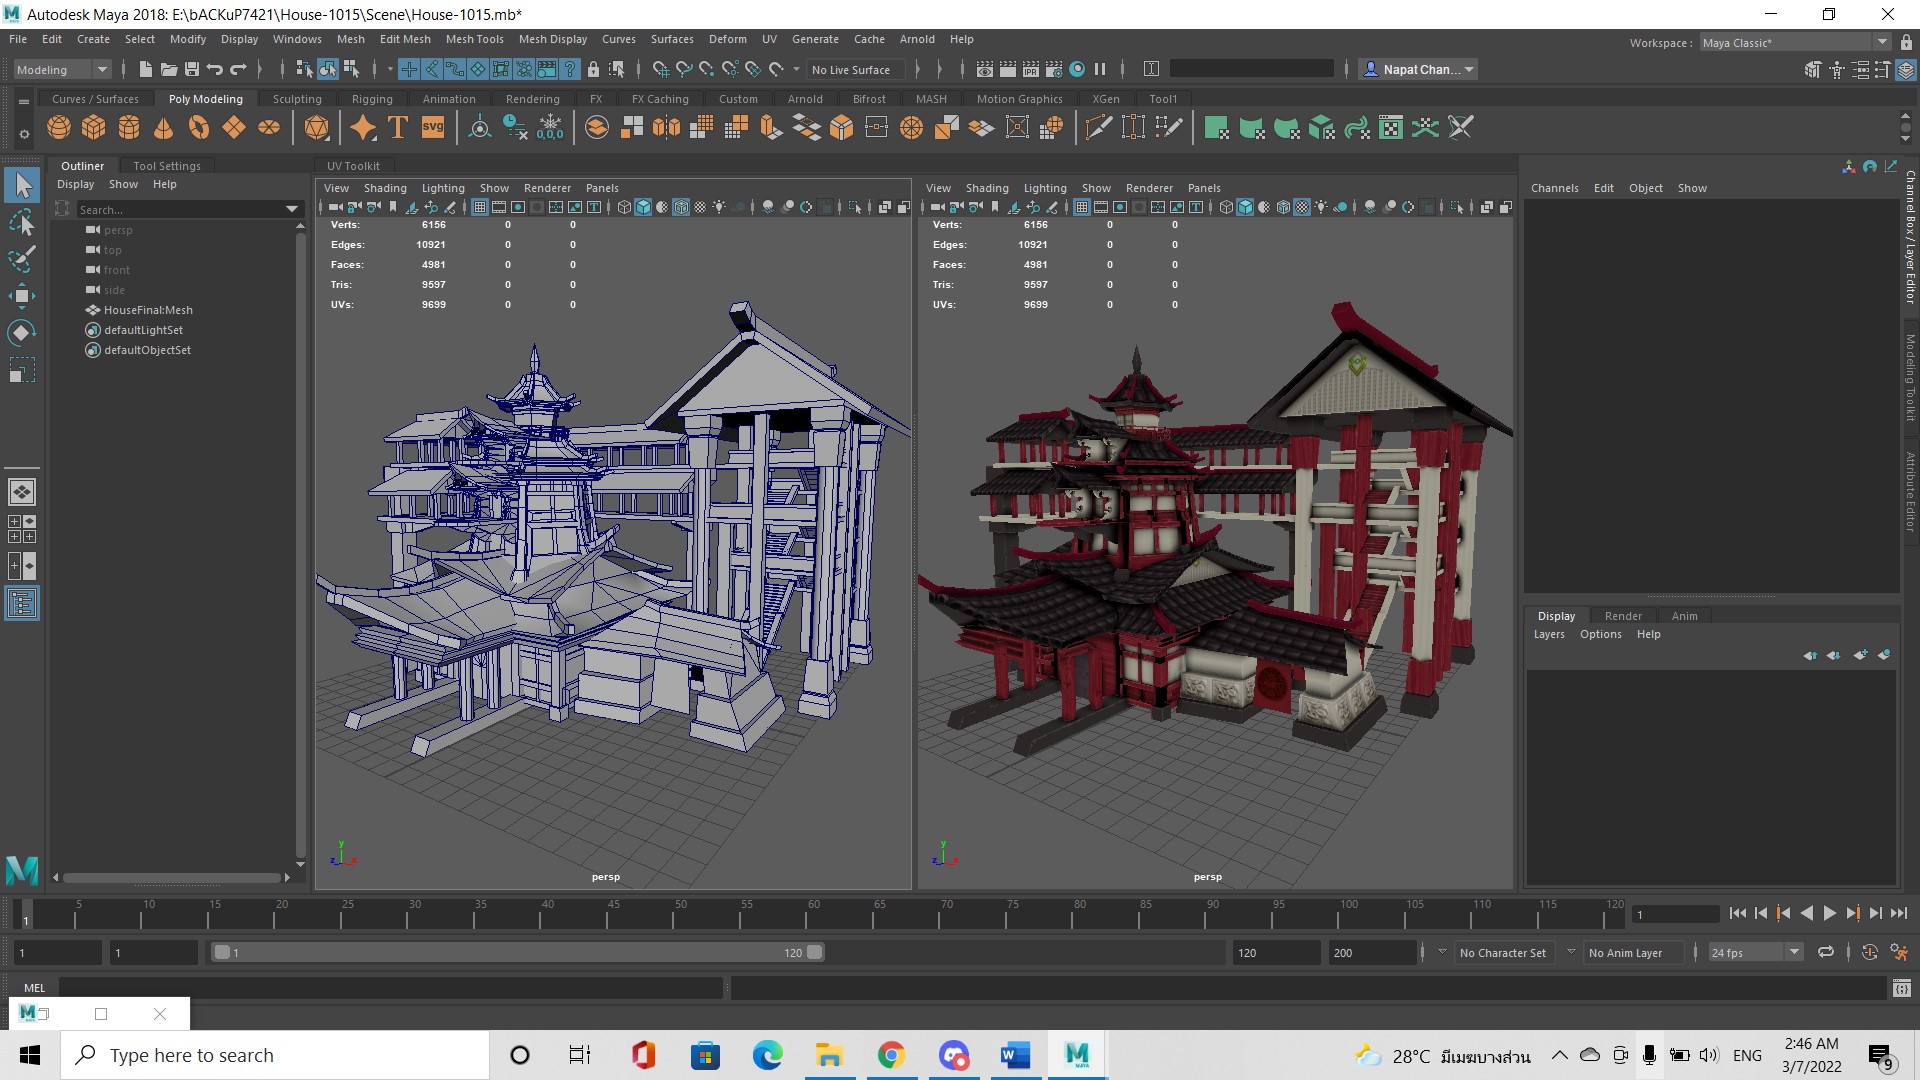 Autodesk Maya 2018: E:\bACKuP7421\House-1015\Scene\House-1015.mb*
File Edit Create Select Modify Display Windows Mesh Edit Mesh Mesh Tools Mesh Display Curves Surfaces Deform UV Generate Cache Arnold Help
Workspace : Maya Classic*
Modeling No Live Surface Napat Chan...
Curves / Surfaces Poly Modeling Sculpting Rigging Animation Rendering FX FX Caching Custom Arnold Bifrost MASH Motion Graphics XGen Tool1
T SVG 0,0,0
Outliner Tool Settings UV Toolkit
Display Show Help
Search...
persp
top
front
side
HouseFinal:Mesh
defaultLightSet
defaultObjectSet
View Shading Lighting Show Renderer Panels
Verts: 6156 0 0
Edges: 10921 0 0
Faces: 4981 0 0
Tris: 9597 0 0
UVs: 9699 0 0
y
z x
persp
View Shading Lighting Show Renderer Panels
Verts: 6156 0 0
Edges: 10921 0 0
Faces: 4981 0 0
Tris: 9597 0 0
UVs: 9699 0 0
y
z x
persp
Channels Edit Object Show
Channel Box / Layer Editor
Modeling Toolkit
Attribute Editor
Display Render Anim
Layers Options Help
1 5 10 15 20 25 30 35 40 45 50 55 60 65 70 75 80 85 90 95 100 105 110 115 120 1
1 1 1 120 120 200 No Character Set No Anim Layer 24 fps
MEL
Type here to search
28°C มีเมฆบางส่วน ENG
2:46 AM
3/7/2022
9